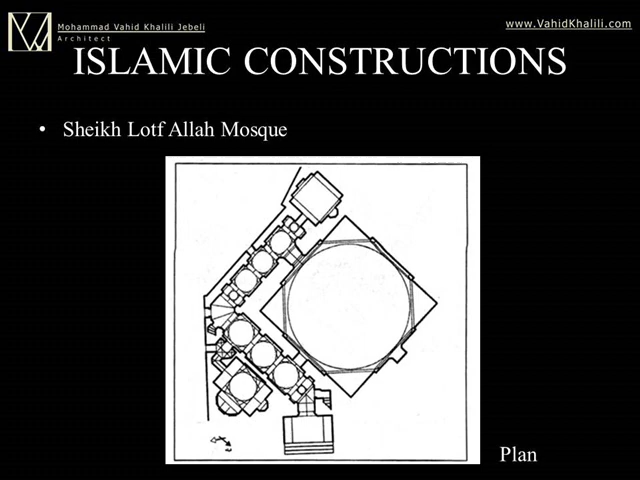 Mohammad Vahid Khalili Jebeli
Architect
www.VahidKhalili.com
ISLAMIC CONSTRUCTIONS
• Sheikh Lotf Allah Mosque
Plan